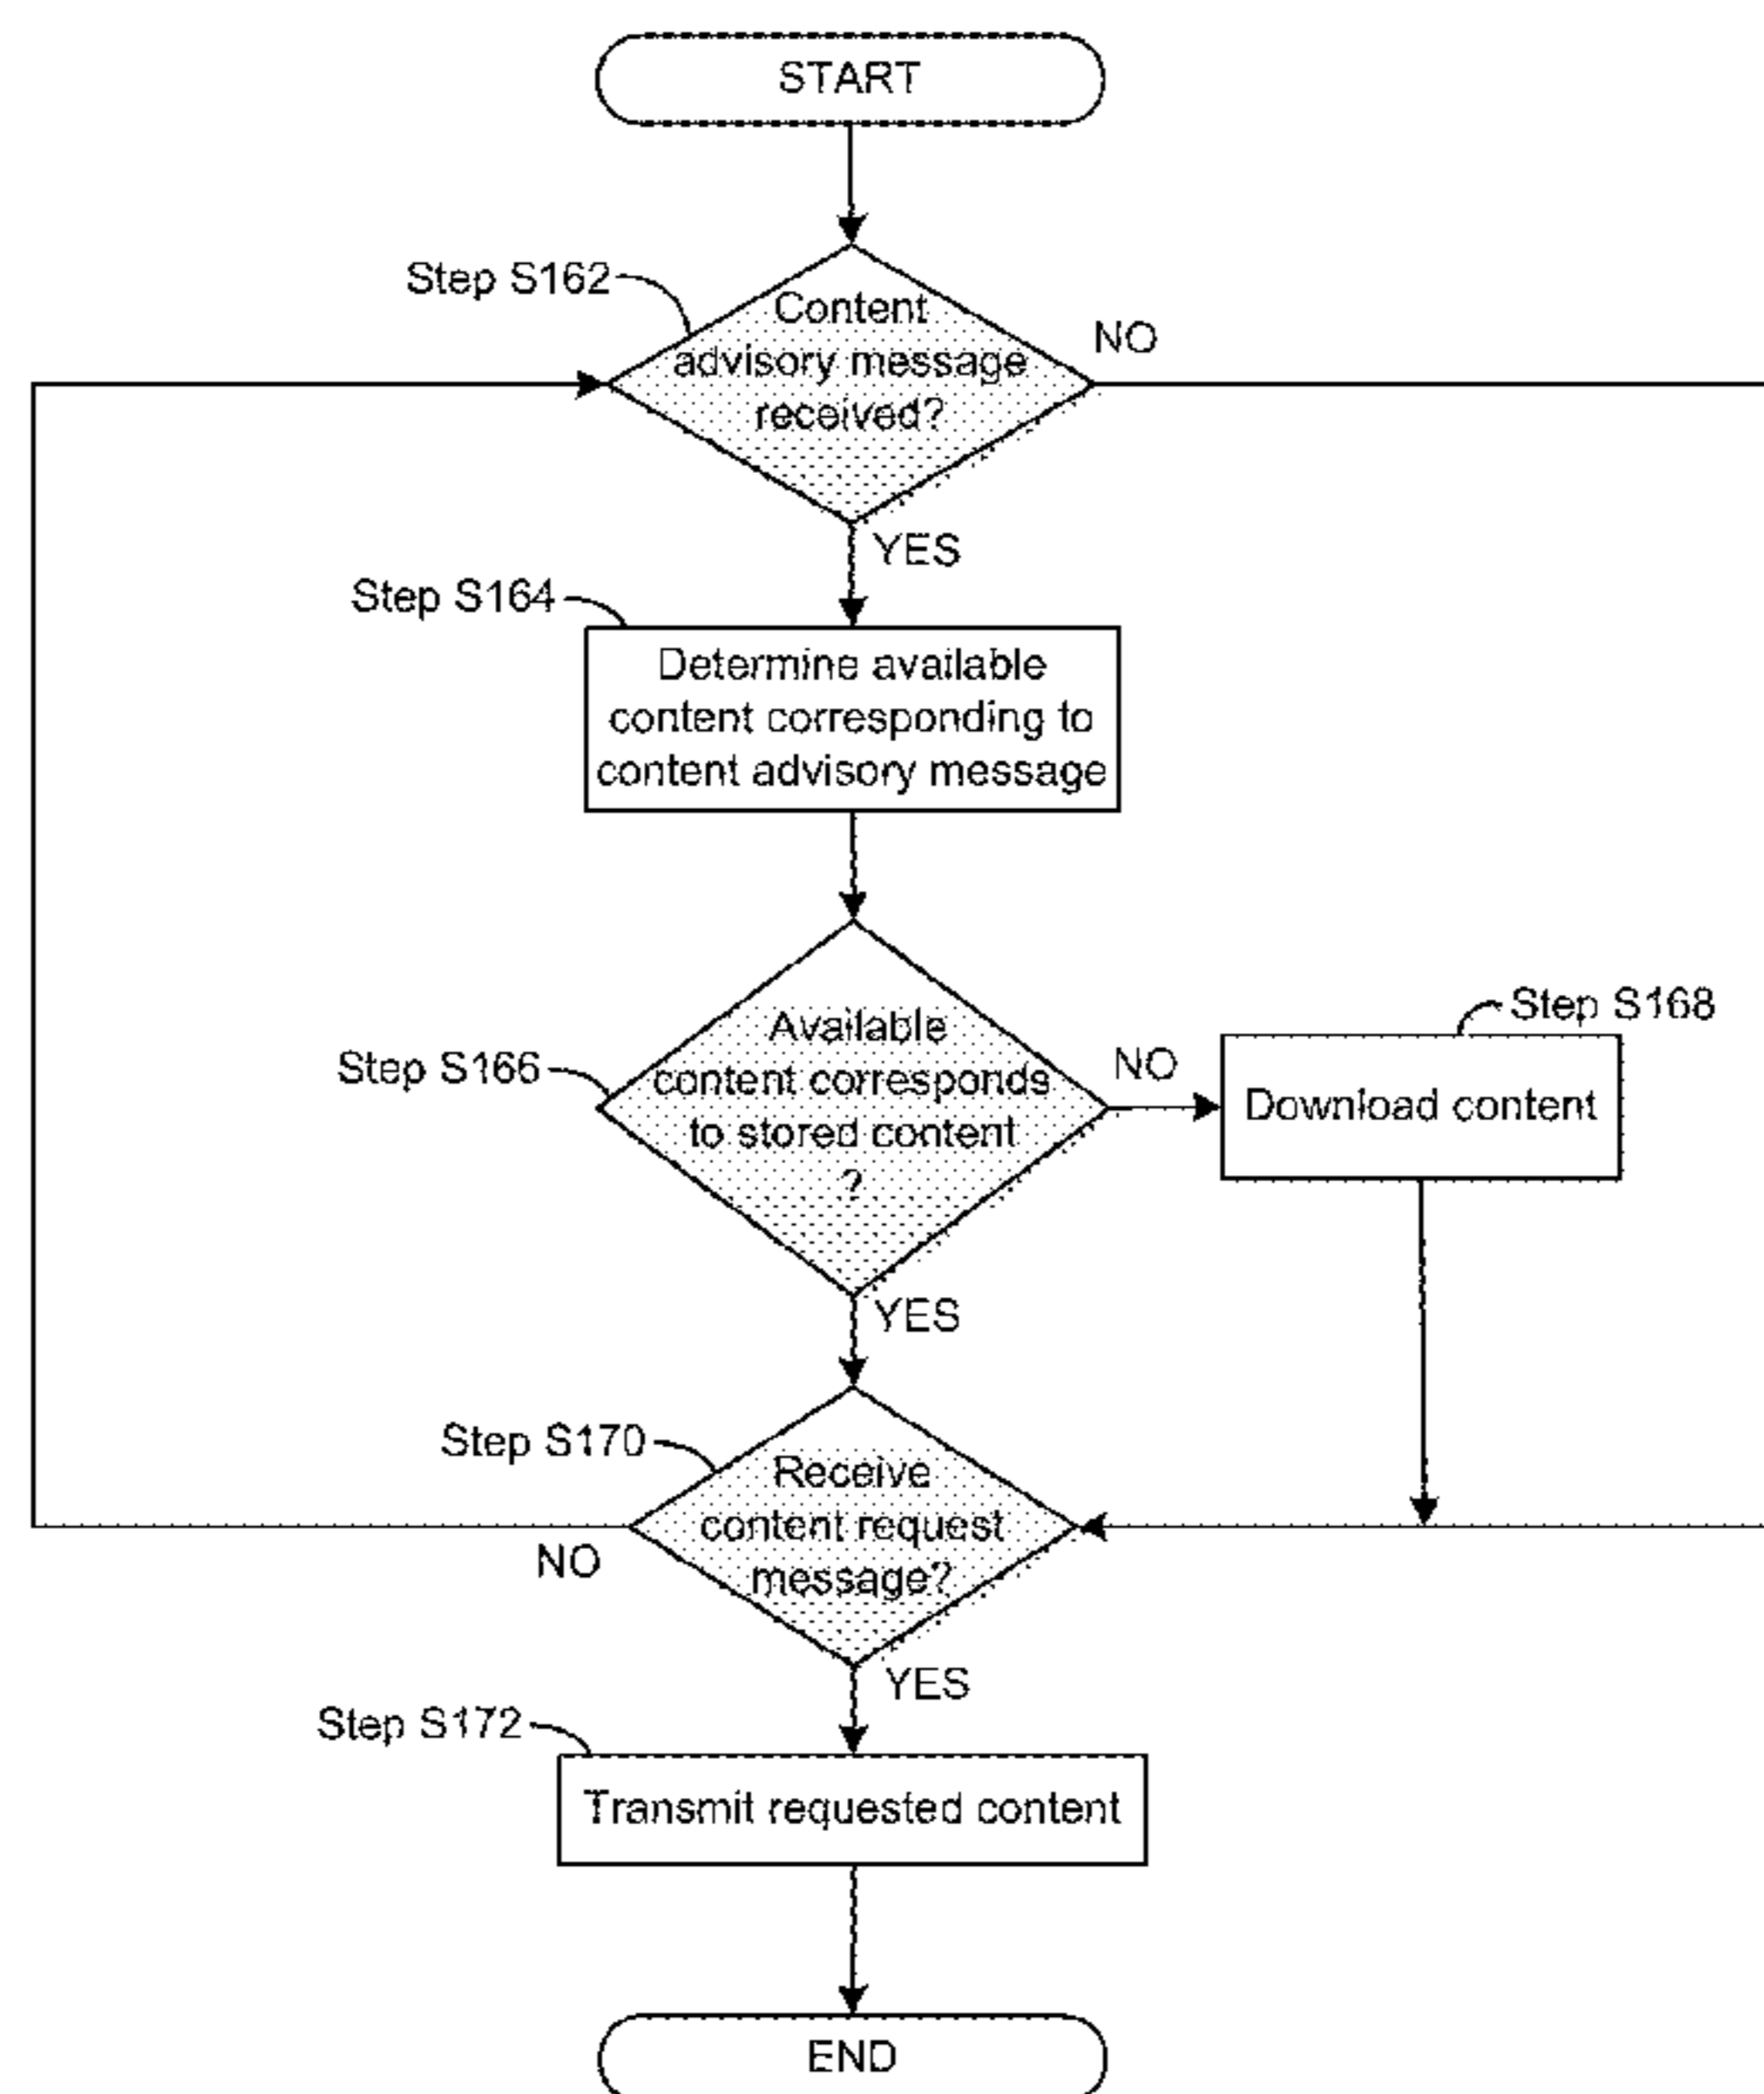 START
Step S162
Content
advisory message
received?
NO
YES
Step S164
Determine available
content corresponding to
content advisory message
Step S166
Available
content corresponds
to stored content
?
NO
Step S168
Download content
YES
Step S170
Receive
content request
message?
NO
YES
Step S172
Transmit requested content
END